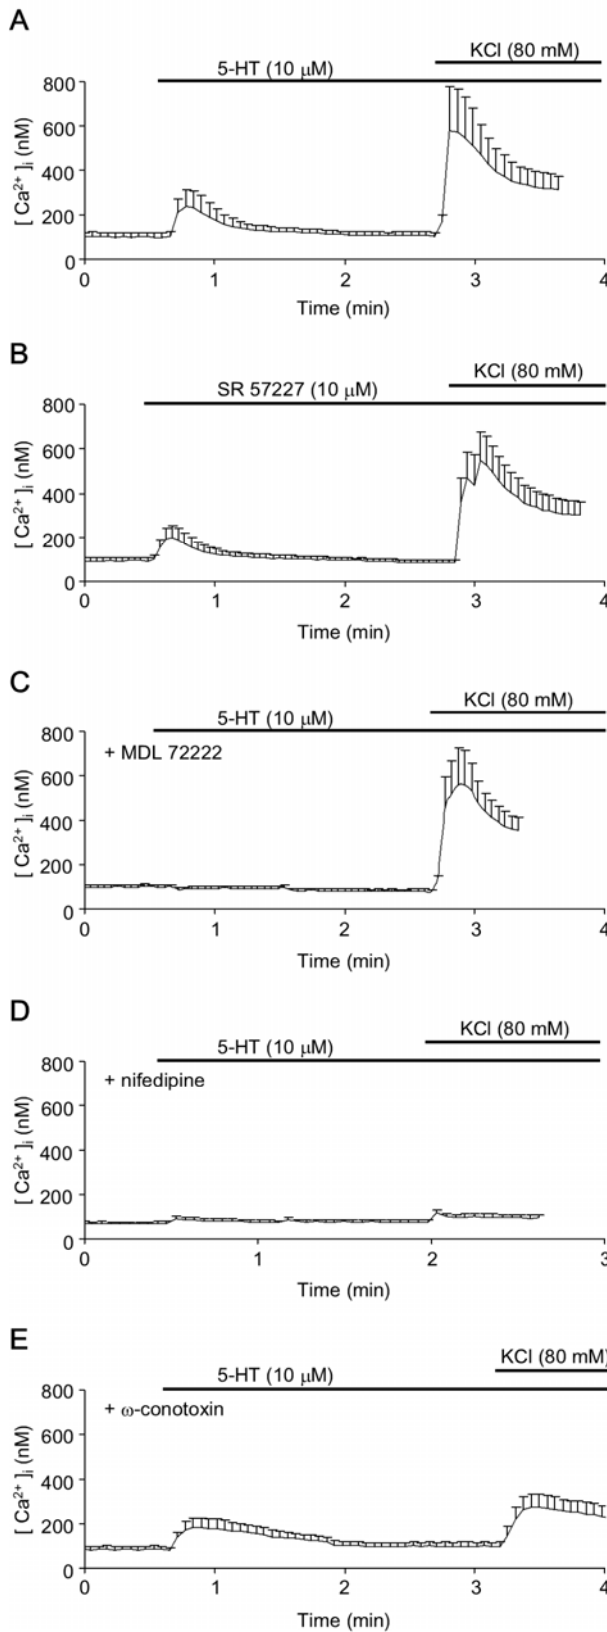 A
KCl (80 mM)
5-HT (10 μM)
[ Ca²⁺ ]ᵢ (nM)
800
600
400
200
0
0 1 2 3 4
Time (min)
B
KCl (80 mM)
SR 57227 (10 μM)
[ Ca²⁺ ]ᵢ (nM)
800
600
400
200
0
0 1 2 3 4
Time (min)
C
KCl (80 mM)
5-HT (10 μM)
+ MDL 72222
[ Ca²⁺ ]ᵢ (nM)
800
600
400
200
0
0 1 2 3 4
Time (min)
D
KCl (80 mM)
5-HT (10 μM)
+ nifedipine
[ Ca²⁺ ]ᵢ (nM)
800
600
400
200
0
0 1 2 3
Time (min)
E
KCl (80 mM)
5-HT (10 μM)
+ ω-conotoxin
[ Ca²⁺ ]ᵢ (nM)
800
600
400
200
0
0 1 2 3 4
Time (min)